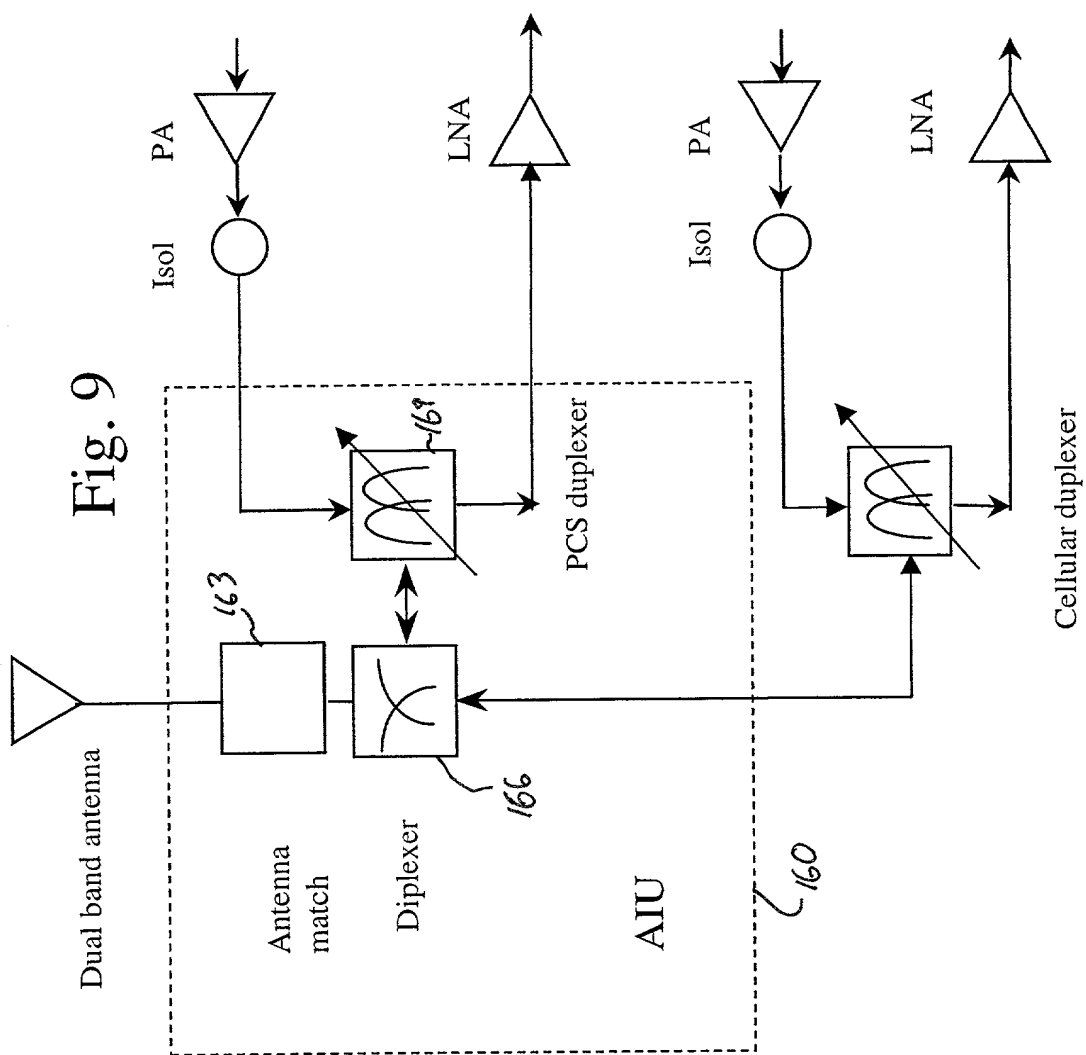 Fig. 9
Dual band antenna
Antenna
match
163
Diplexer
166
AIU
160
169
PCS duplexer
Isol
PA
LNA
Isol
PA
LNA
Cellular duplexer